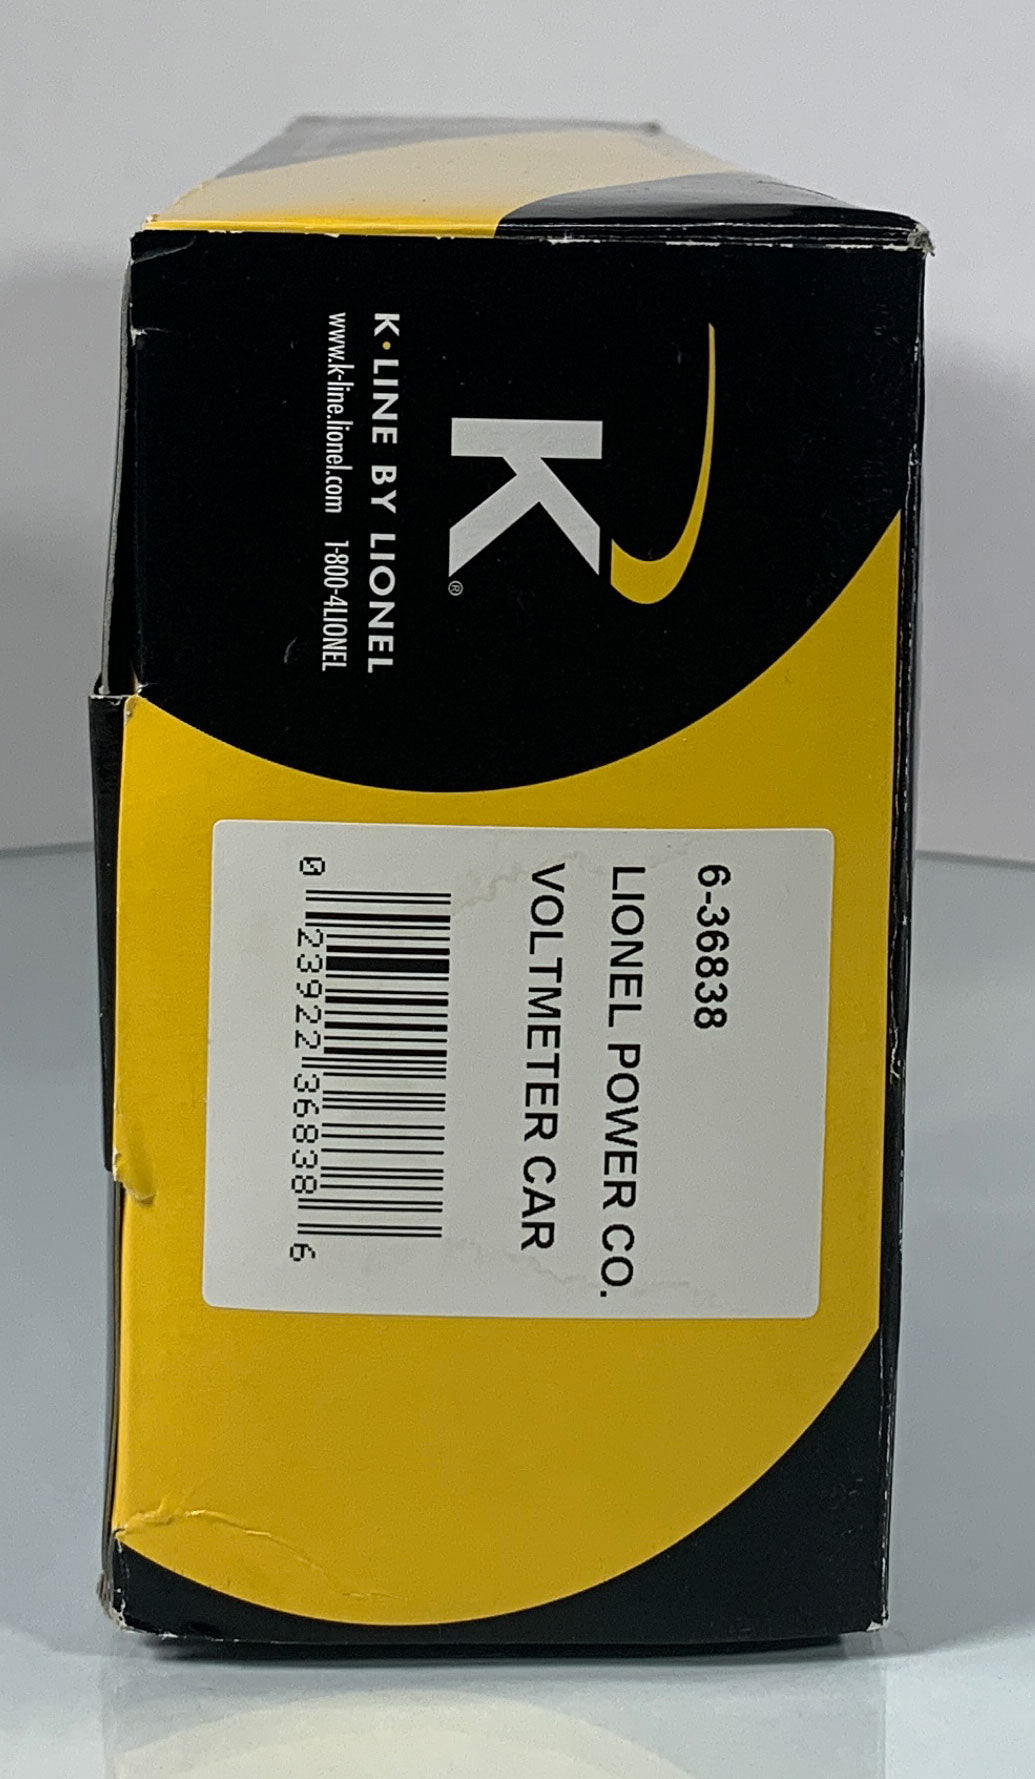 K
®
K·LINE BY LIONEL
www.k-line.lionel.com 1-800-4LIONEL
6-36838
LIONEL POWER CO.
VOLTMETER CAR
0 23922 36838 6